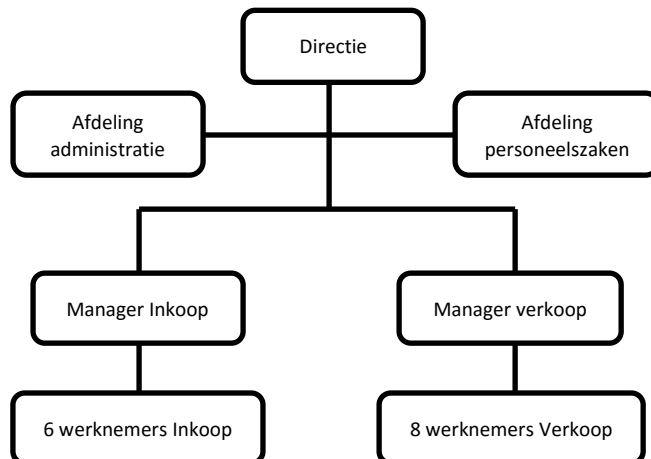 Directie
Afdeling
administratie
Afdeling
personeelszaken
Manager Inkoop
Manager verkoop
6 werknemers Inkoop
8 werknemers Verkoop